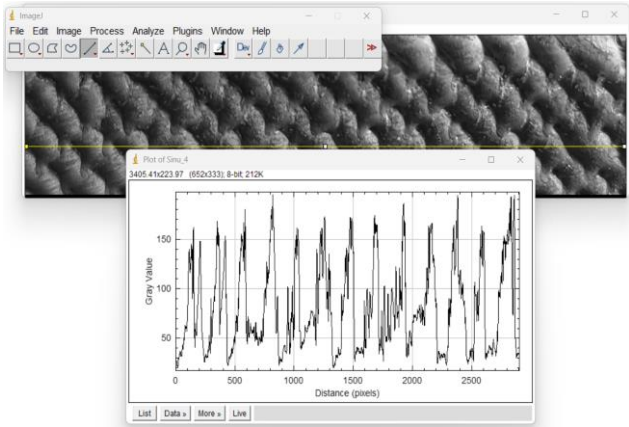 ImageJ
File Edit Image Process Analyze Plugins Window Help
A Dev
Plot of Sinu_4
3405.41x223.97 (652x333); 8-bit; 212K
150
100
50
Gray Value
0 500 1000 1500 2000 2500
Distance (pixels)
List Data » More » Live